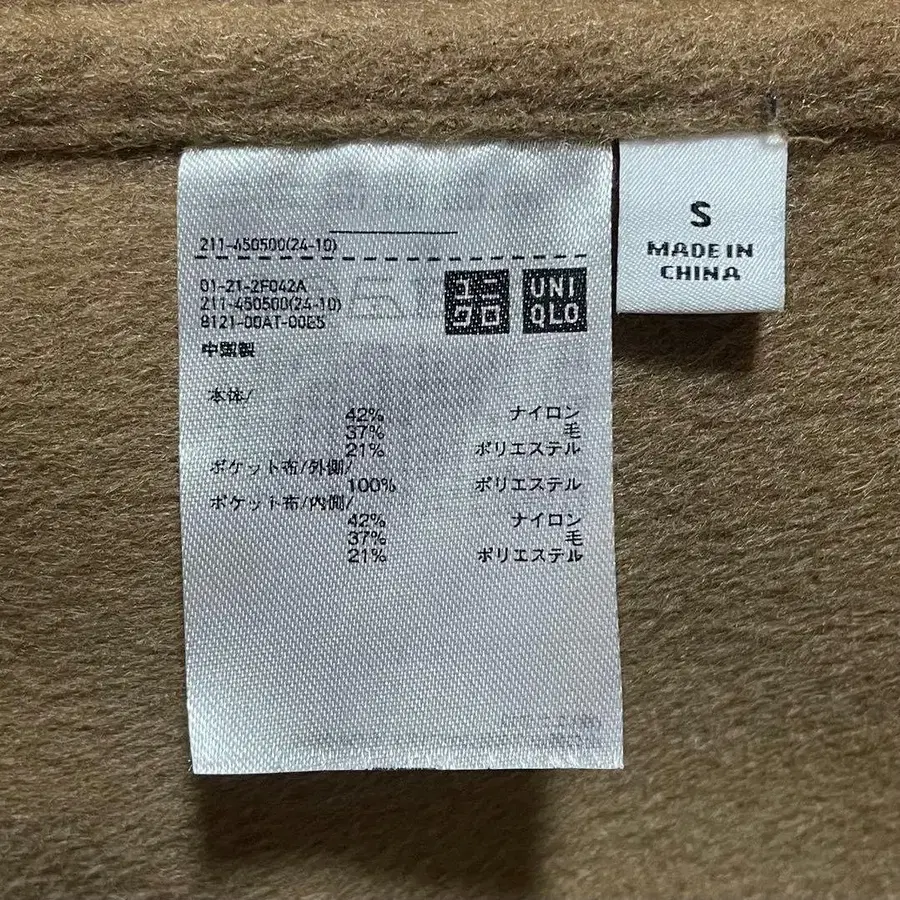 211-450500(24-10)
01-21-2F042A
211-450500(24-10)
8121-00AT-00E5
中国製
ユニ
クロ
UNI
QLO
本体/
42% ナイロン
37% 毛
21% ポリエステル
ポケット布/外側/
100% ポリエステル
ポケット布/内側/
42% ナイロン
37% 毛
21% ポリエステル
S
MADE IN
CHINA